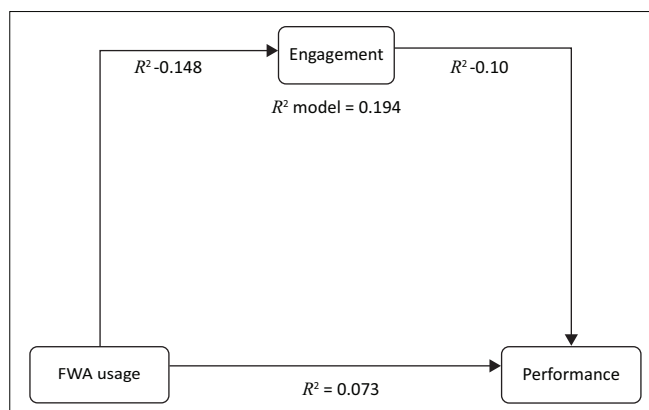 Engagement
R² -0.148
R² -0.10
R² model = 0.194
FWA usage
Performance
R² = 0.073